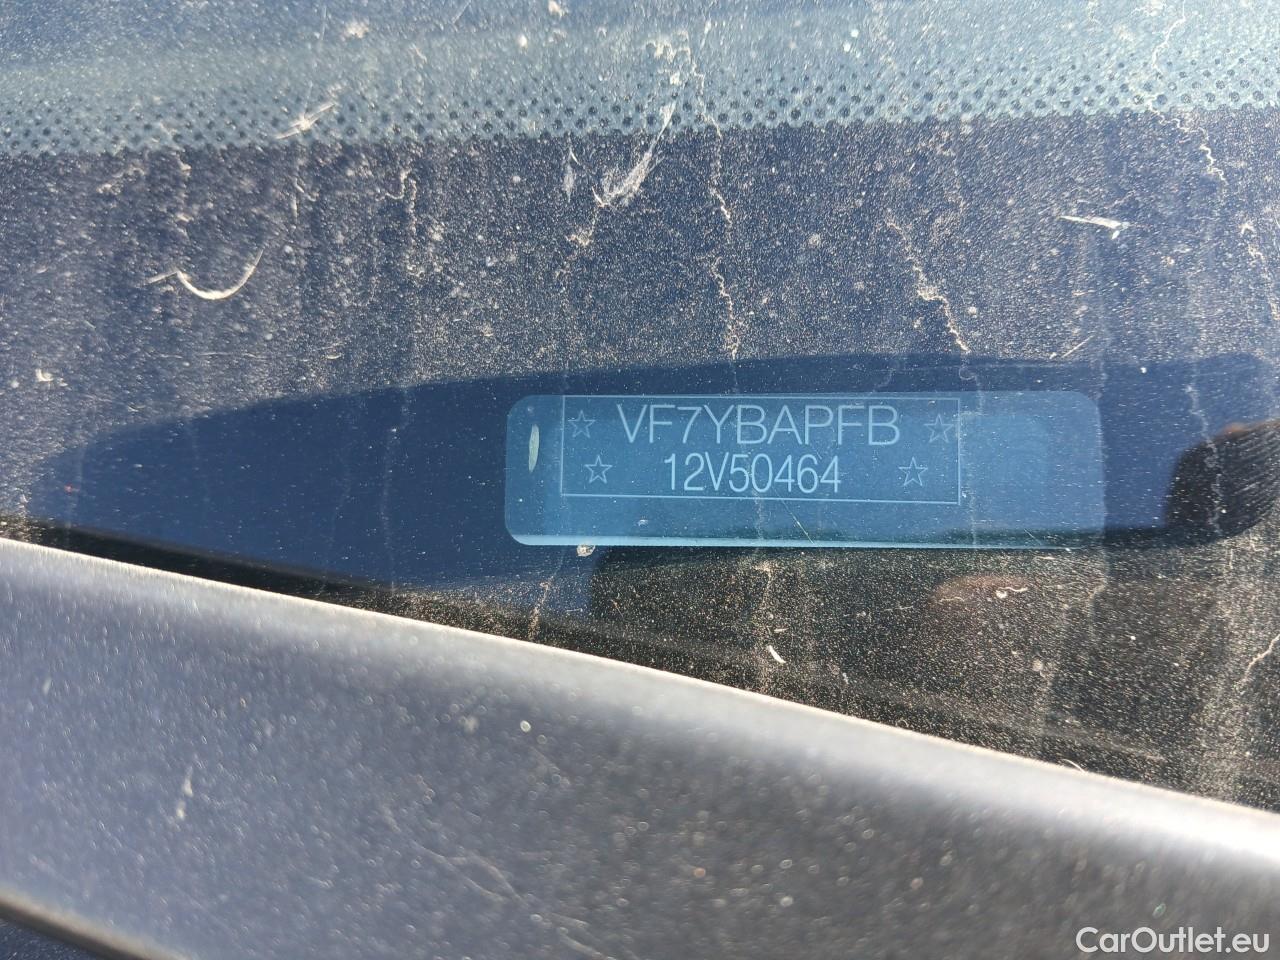 ☆ VF7YBAPFB ☆
☆ 12V50464 ☆
CarOutlet.eu